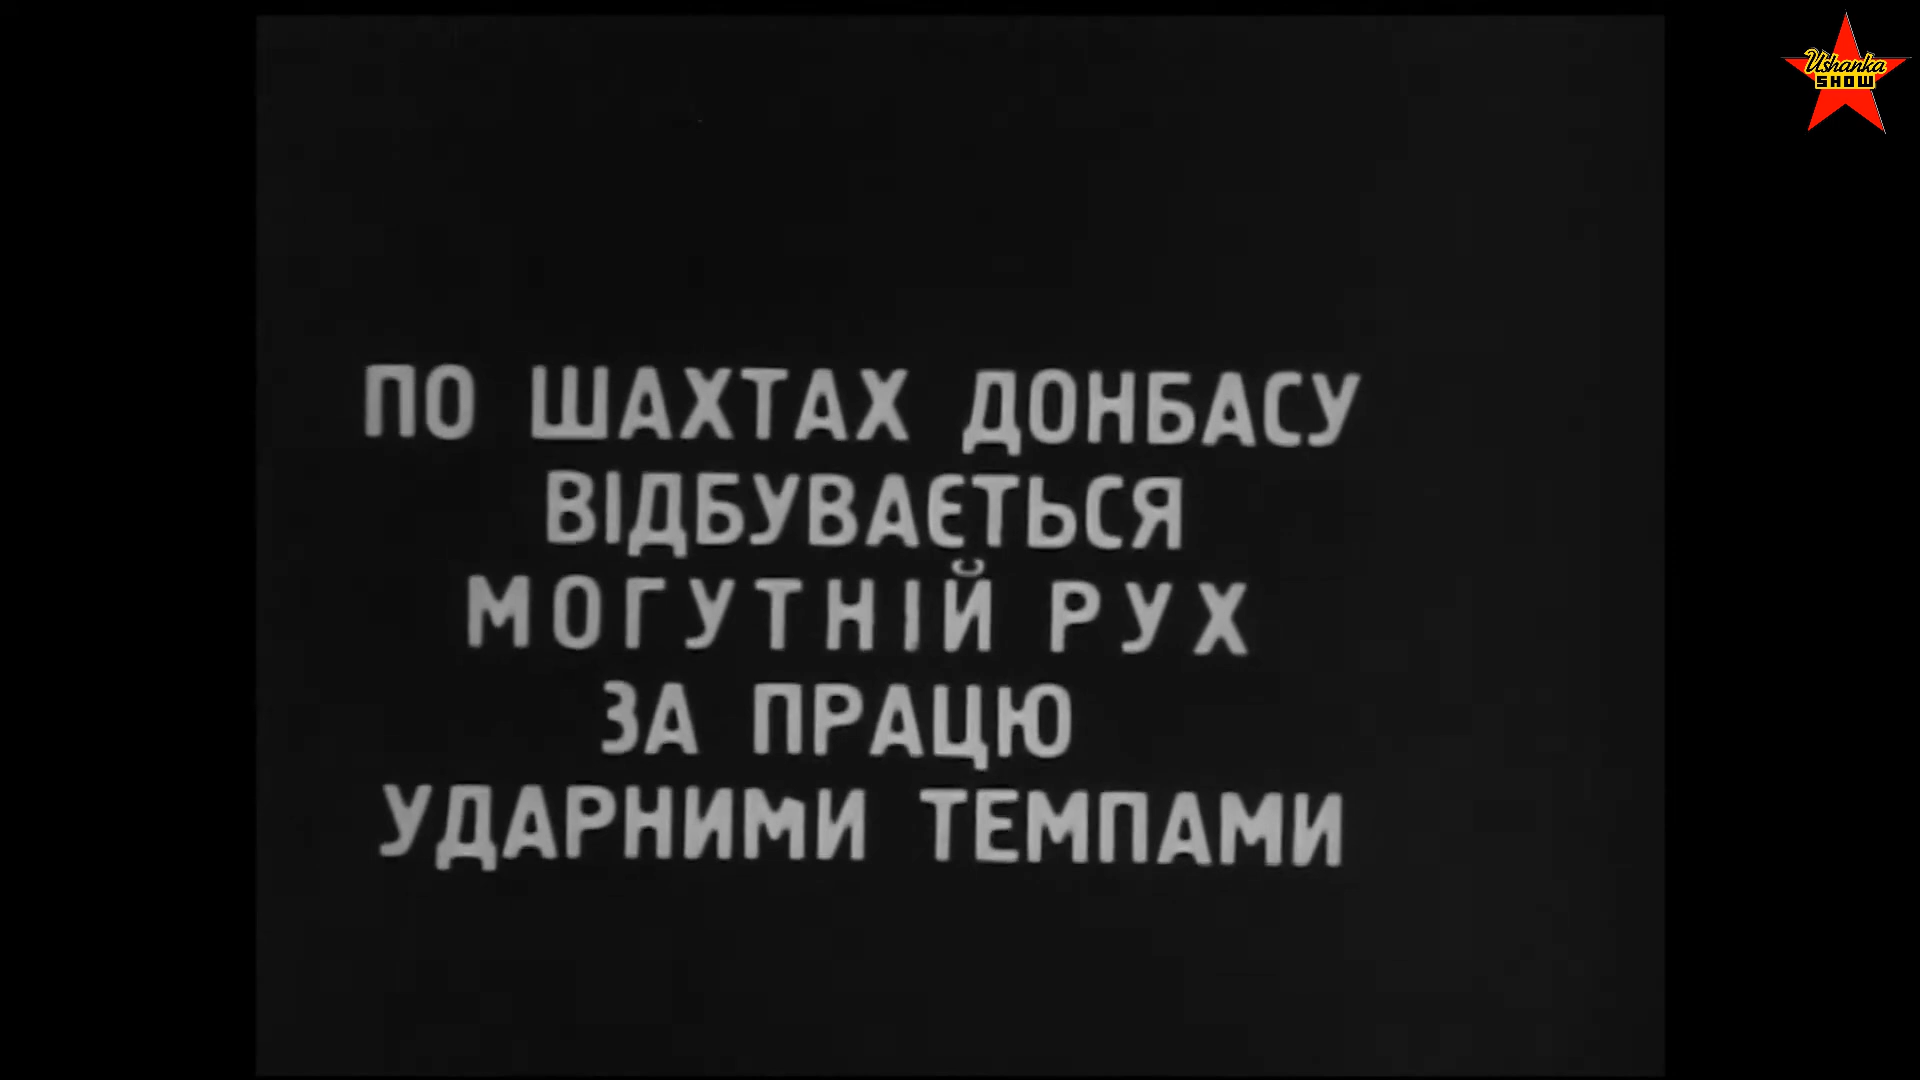 Ushanka
SHOW
ПО ШАХТАХ ДОНБАСУ
ВІДБУВАЄТЬСЯ
МОГУТНІЙ РУХ
ЗА ПРАЦЮ
УДАРНИМИ ТЕМПАМИ